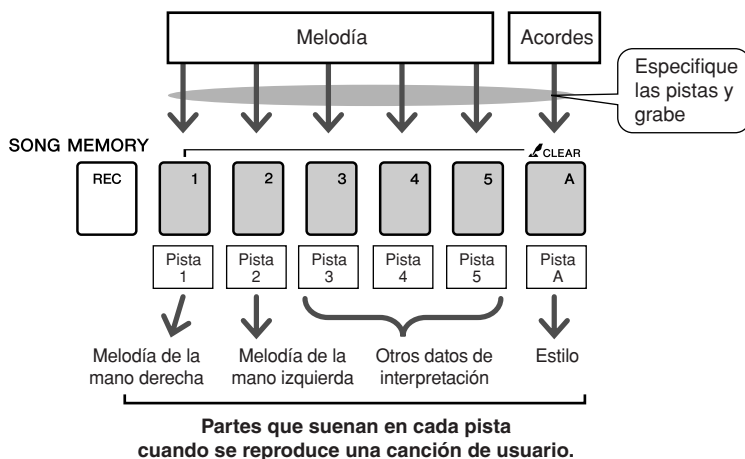 Melodía
Acordes
Especifique
las pistas y
grabe
SONG MEMORY
CLEAR
REC
1
2
3
4
5
A
Pista
1
Pista
2
Pista
3
Pista
4
Pista
5
Pista
A
Melodía de la
mano derecha
Melodía de la
mano izquierda
Otros datos de
interpretación
Estilo
Partes que suenan en cada pista
cuando se reproduce una canción de usuario.